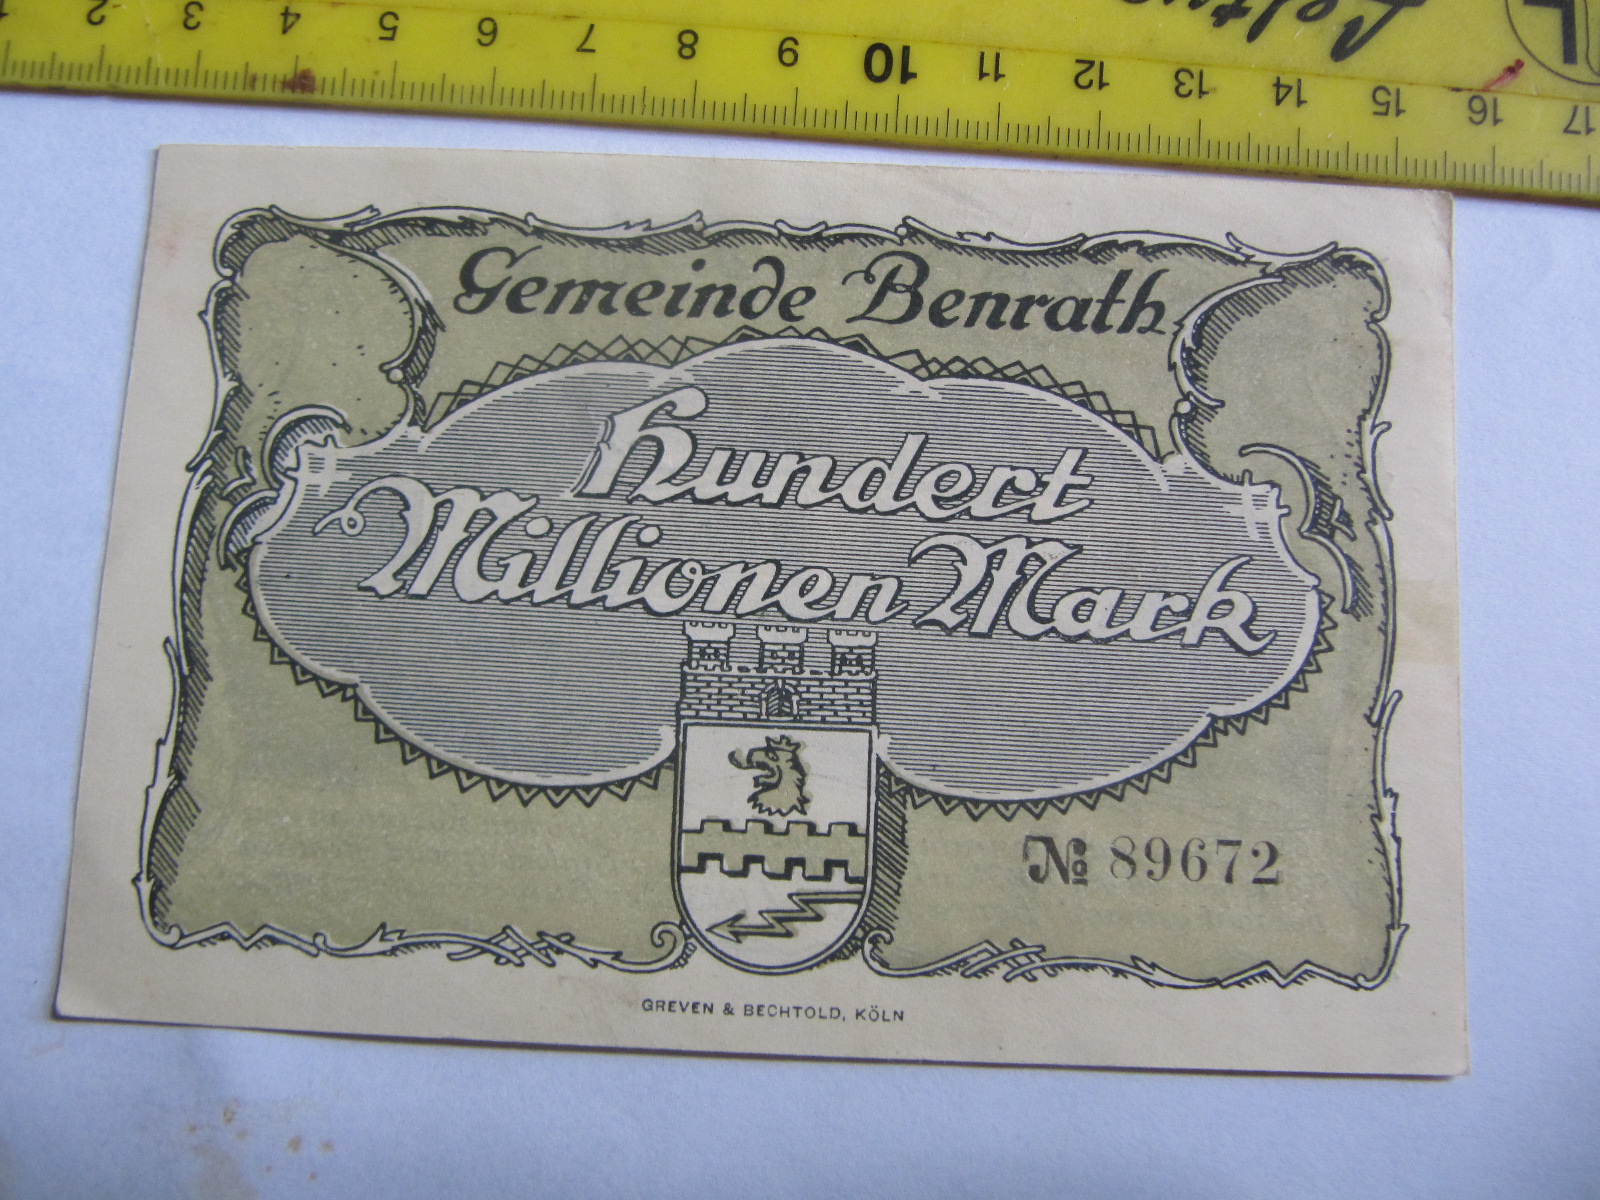 2 3 4 5 6 7 8 9 10 11 12 13 14 15 16 17
Gemeinde Benrath
Hundert
Millionen Mark
№ 89672
GREVEN & BECHTOLD, KÖLN